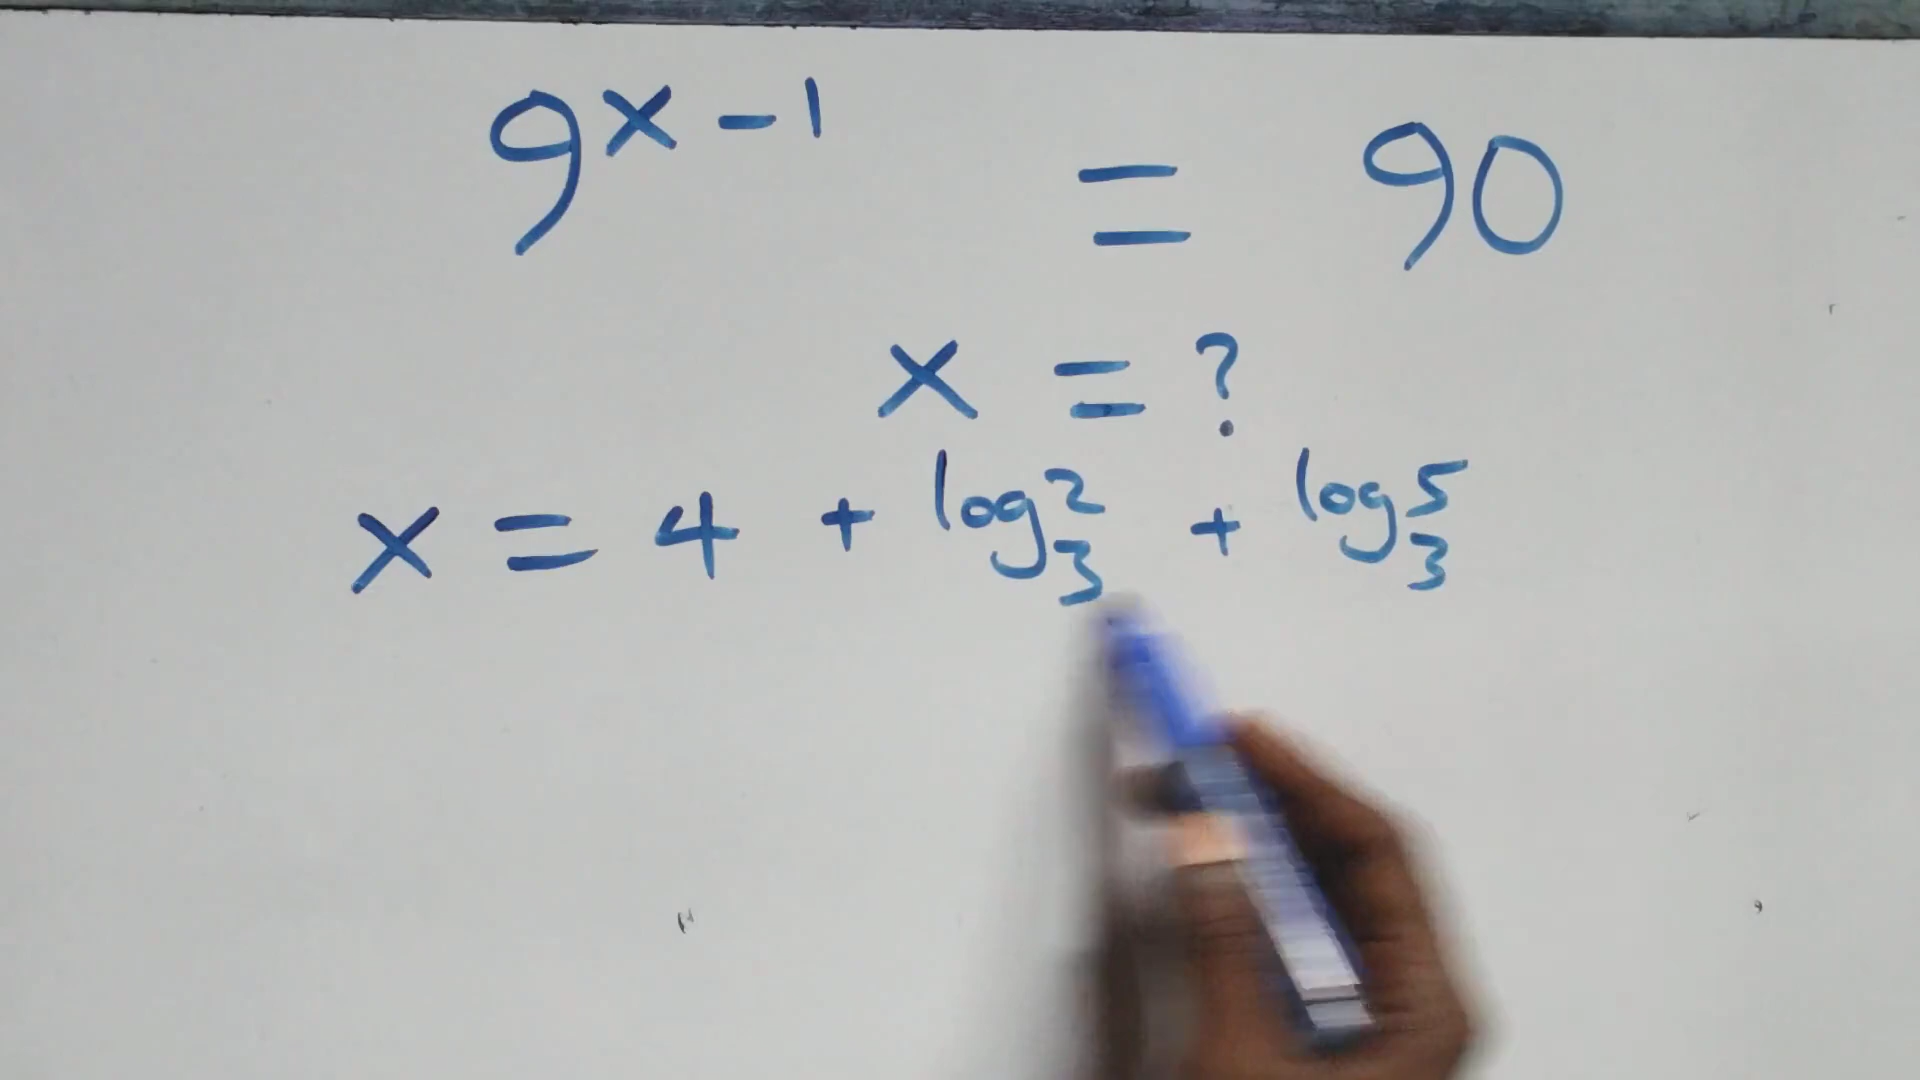 9^{x-1} = 90
x = ?
x = 4 + log_3^2 + log_3^5